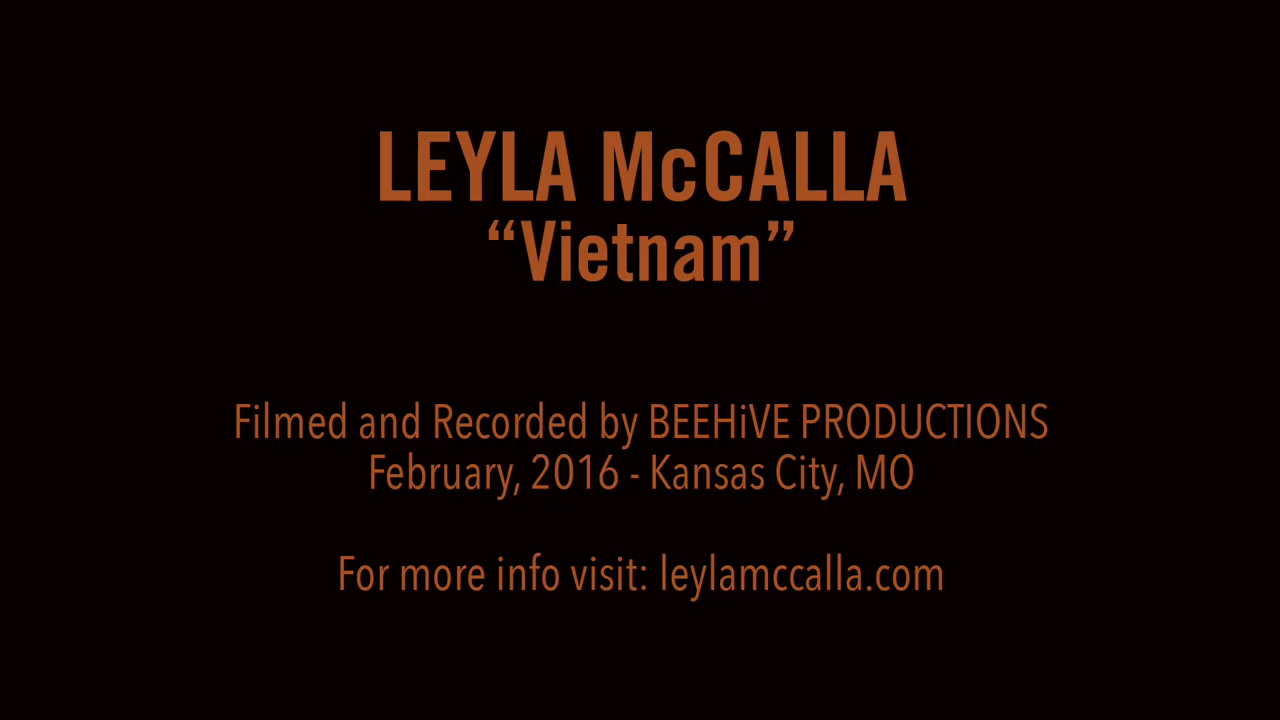 LEYLA McCALLA
“Vietnam”
Filmed and Recorded by BEEHiVE PRODUCTIONS
February, 2016 - Kansas City, MO
For more info visit: leylamccalla.com